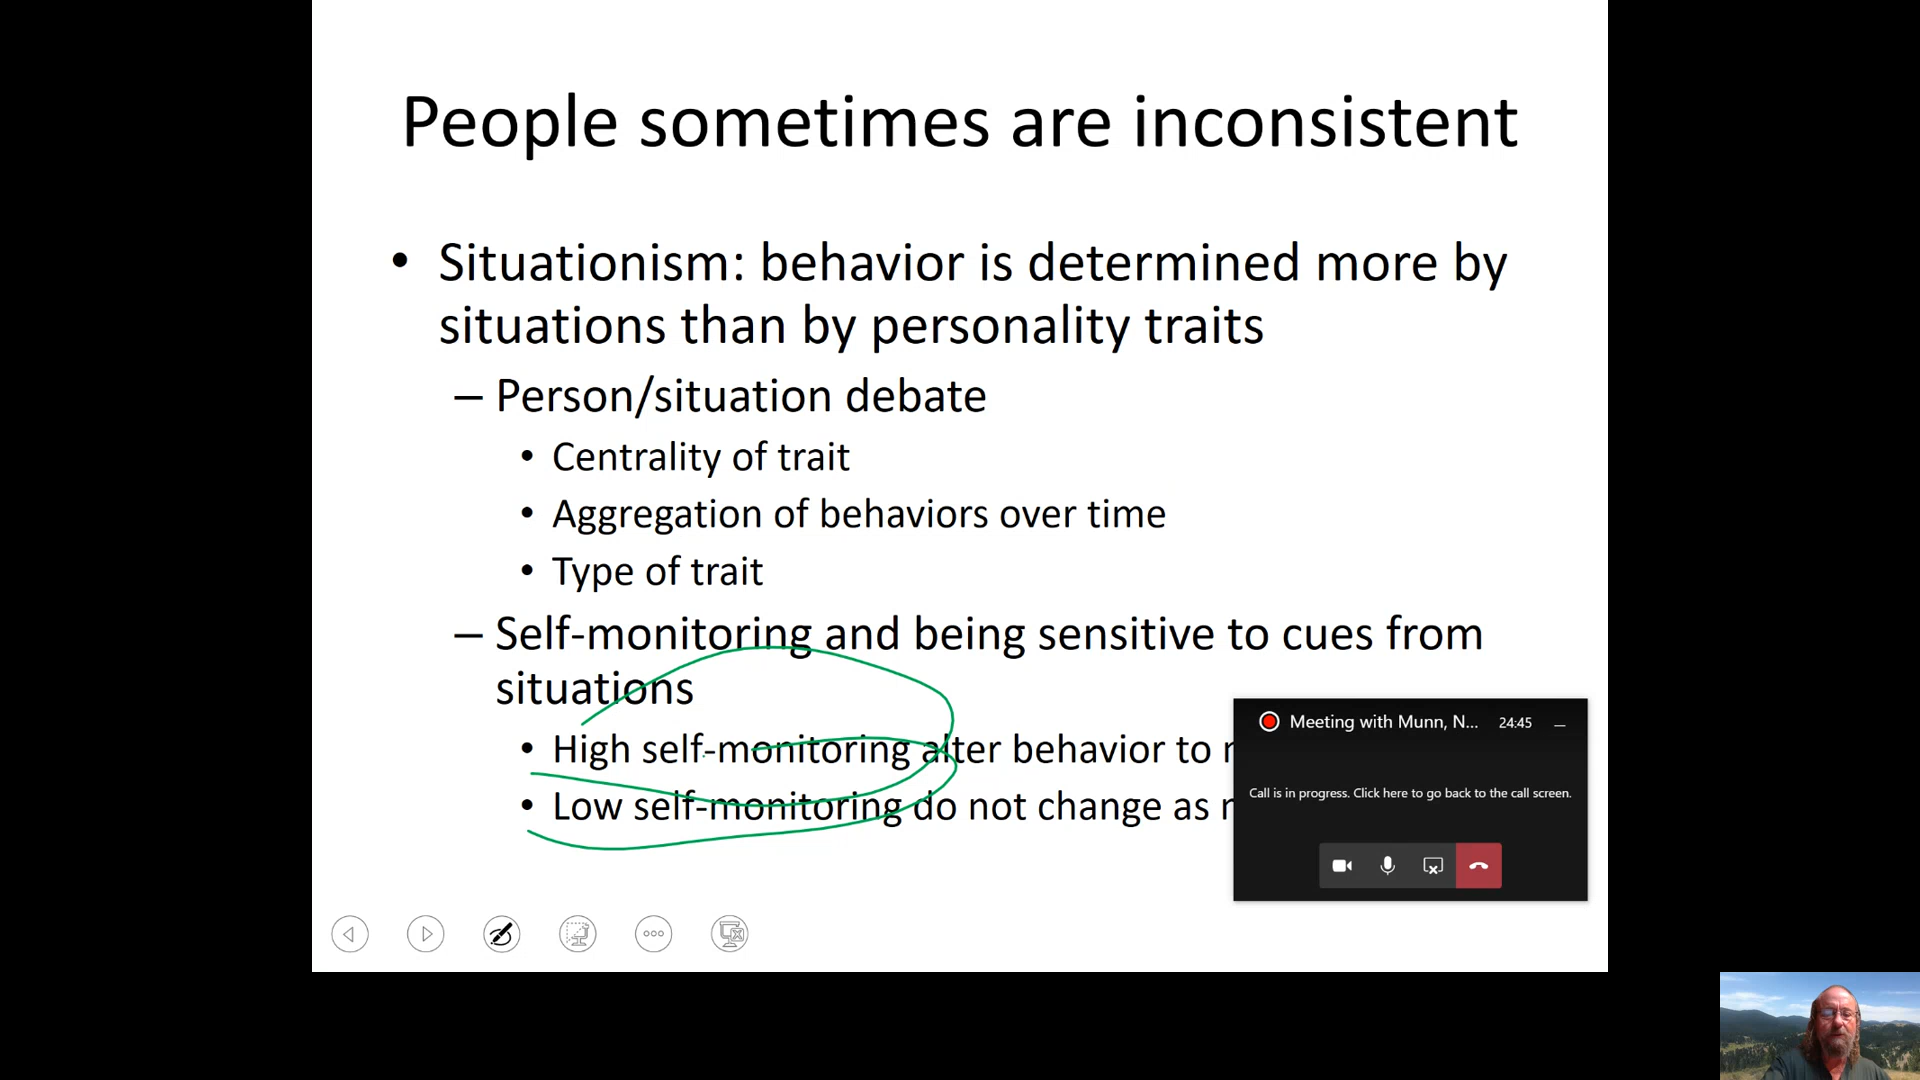 People sometimes are inconsistent
• Situationism: behavior is determined more by
situations than by personality traits
– Person/situation debate
• Centrality of trait
• Aggregation of behaviors over time
• Type of trait
– Self-monitoring and being sensitive to cues from
situations
• High self-monitoring alter behavior to
• Low self-monitoring do not change as
Meeting with Munn, N... 24:45
Call is in progress. Click here to go back to the call screen.